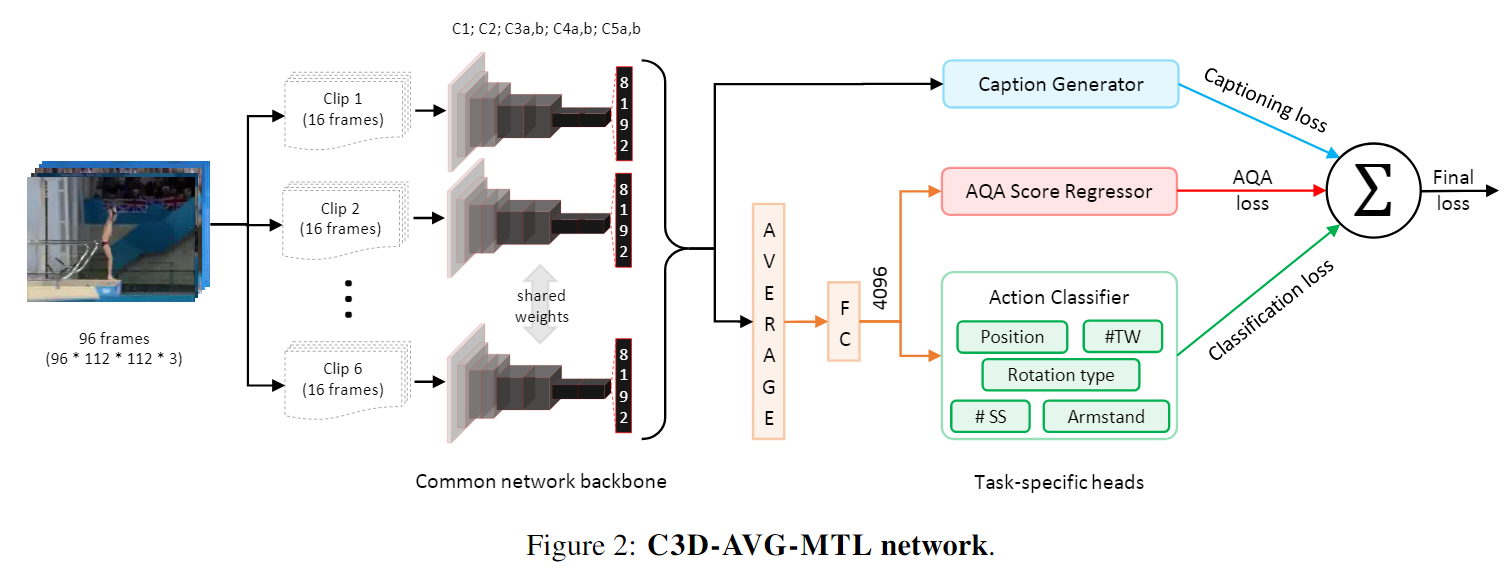 C1; C2; C3a,b; C4a,b; C5a,b
Clip 1
(16 frames)
8
1
9
2
Clip 2
(16 frames)
8
1
9
2
Clip 6
(16 frames)
8
1
9
2
shared
weights
96 frames
(96 * 112 * 112 * 3)
Common network backbone
A
V
E
R
A
G
E
F
C
4096
Caption Generator
AQA Score Regressor
Action Classifier
Position
#TW
Rotation type
# SS
Armstand
Task-specific heads
Captioning loss
AQA
loss
Classification loss
Σ
Final
loss
Figure 2: C3D-AVG-MTL network.